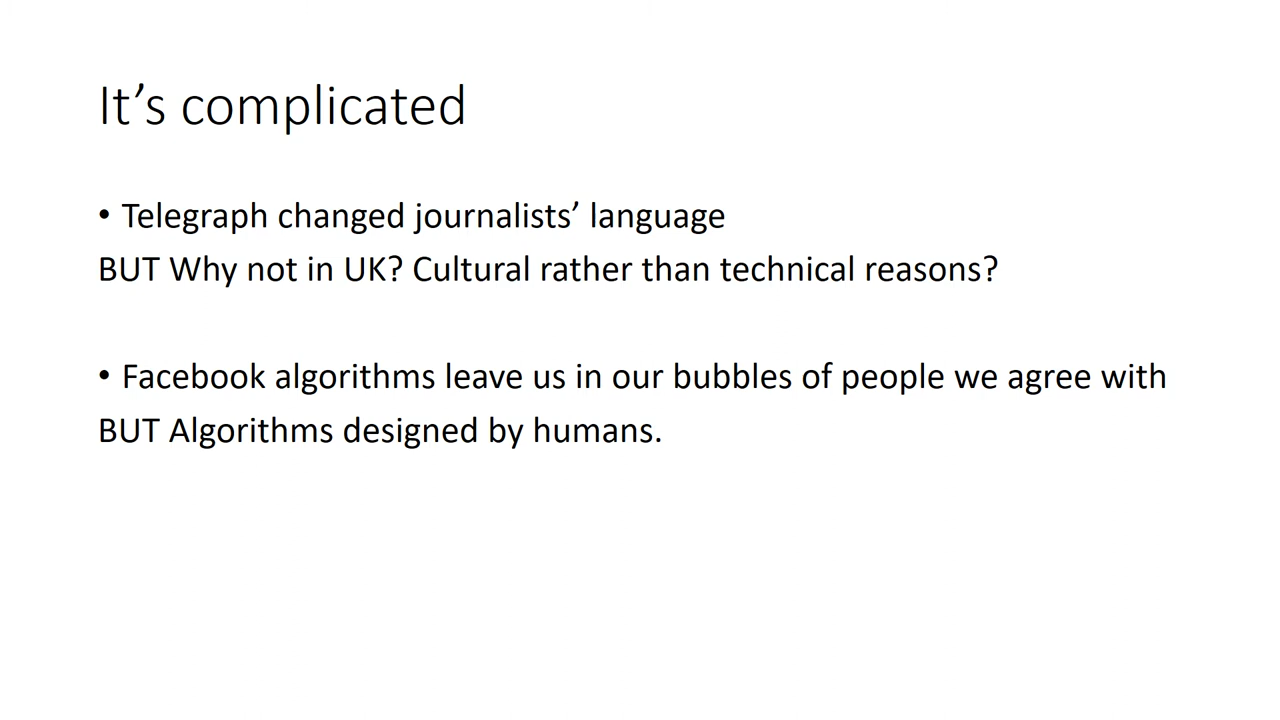 It’s complicated
• Telegraph changed journalists’ language
BUT Why not in UK? Cultural rather than technical reasons?
• Facebook algorithms leave us in our bubbles of people we agree with
BUT Algorithms designed by humans.